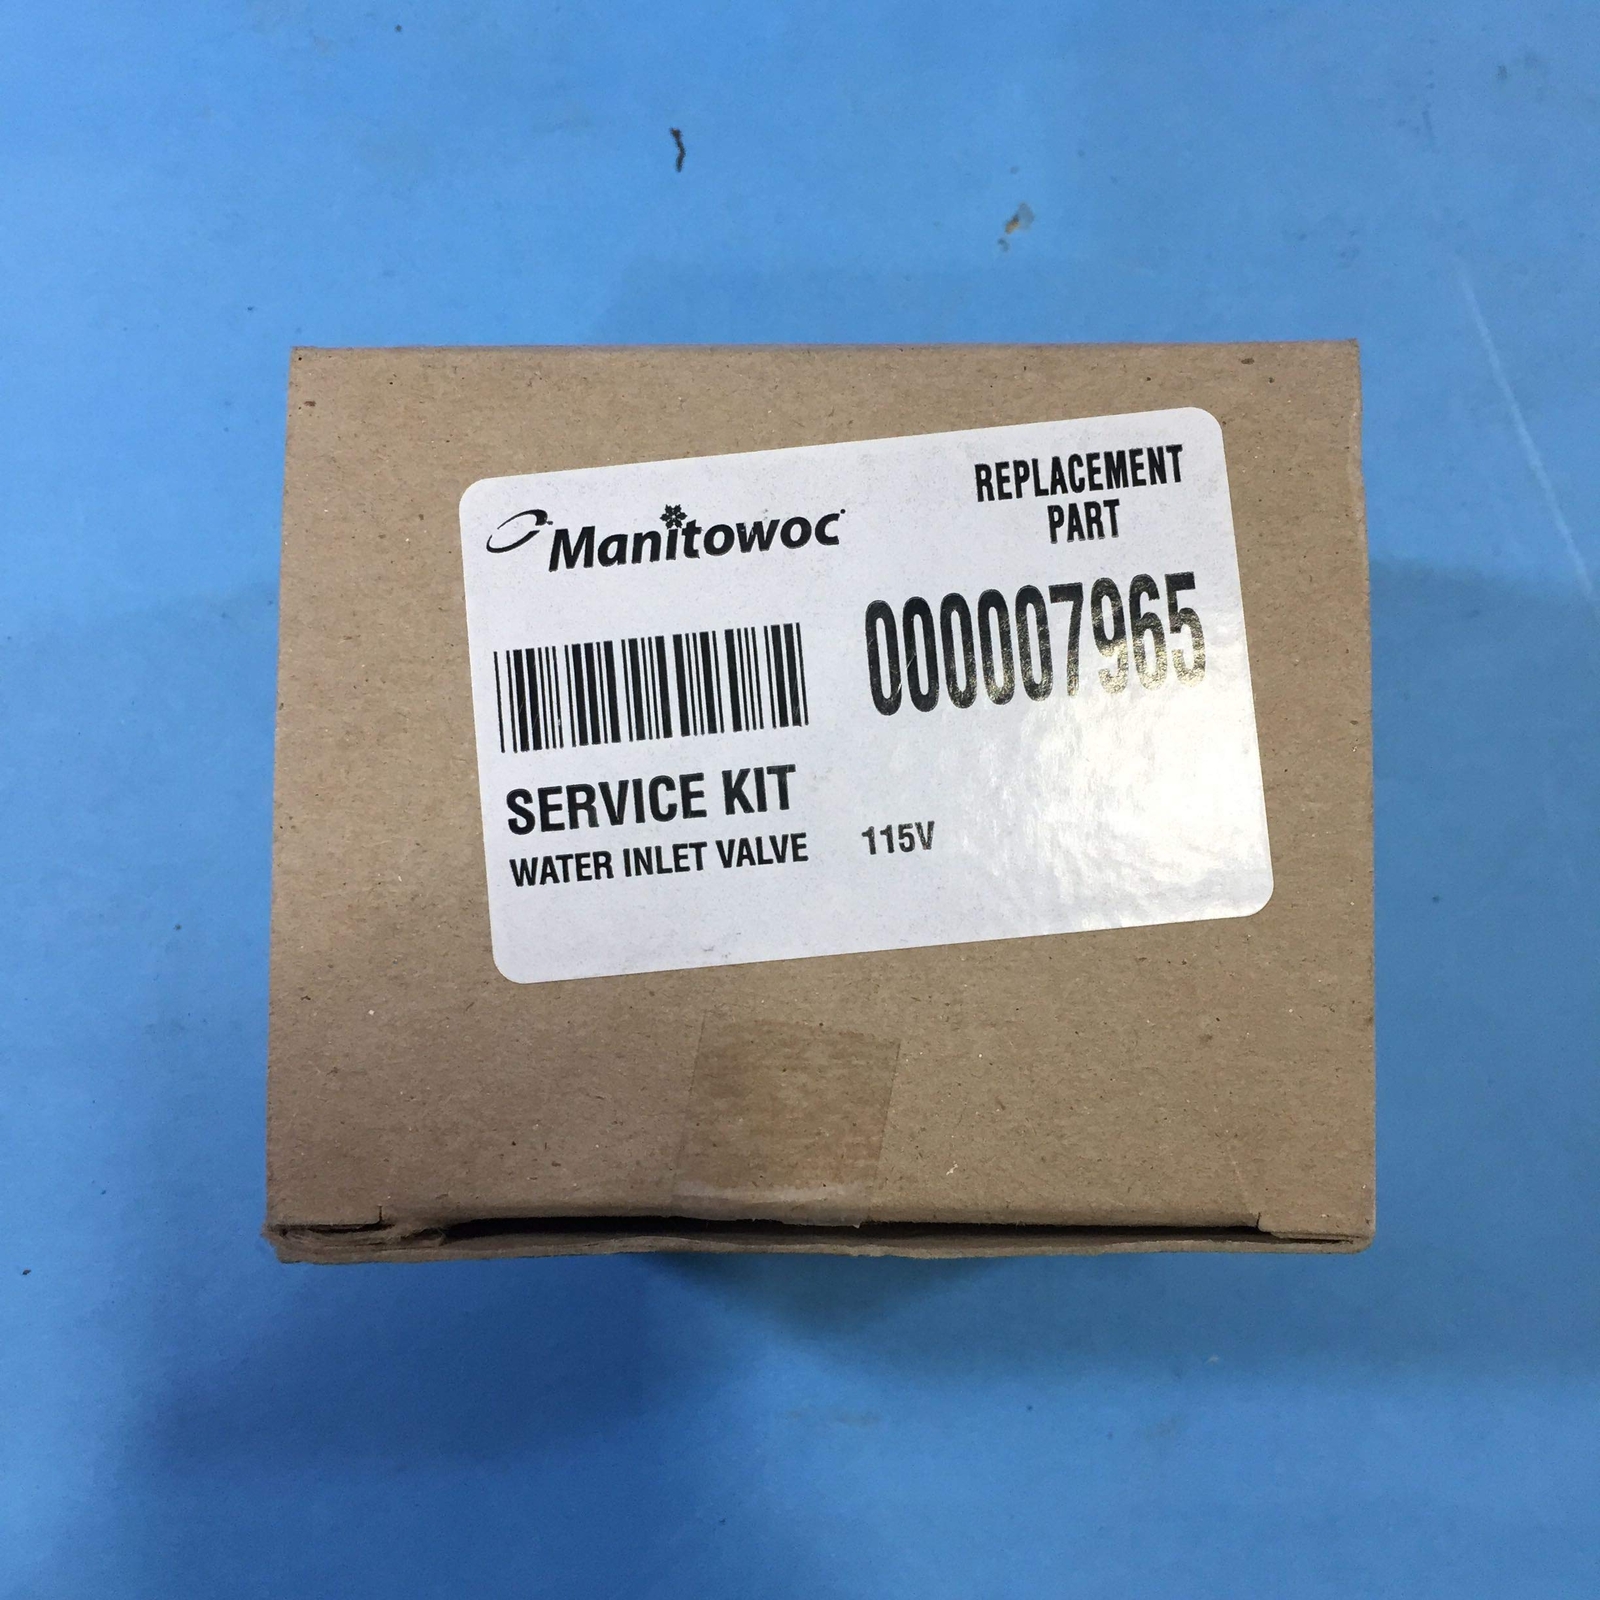 Manitowoc
REPLACEMENT
PART
000007965
SERVICE KIT
WATER INLET VALVE 115V